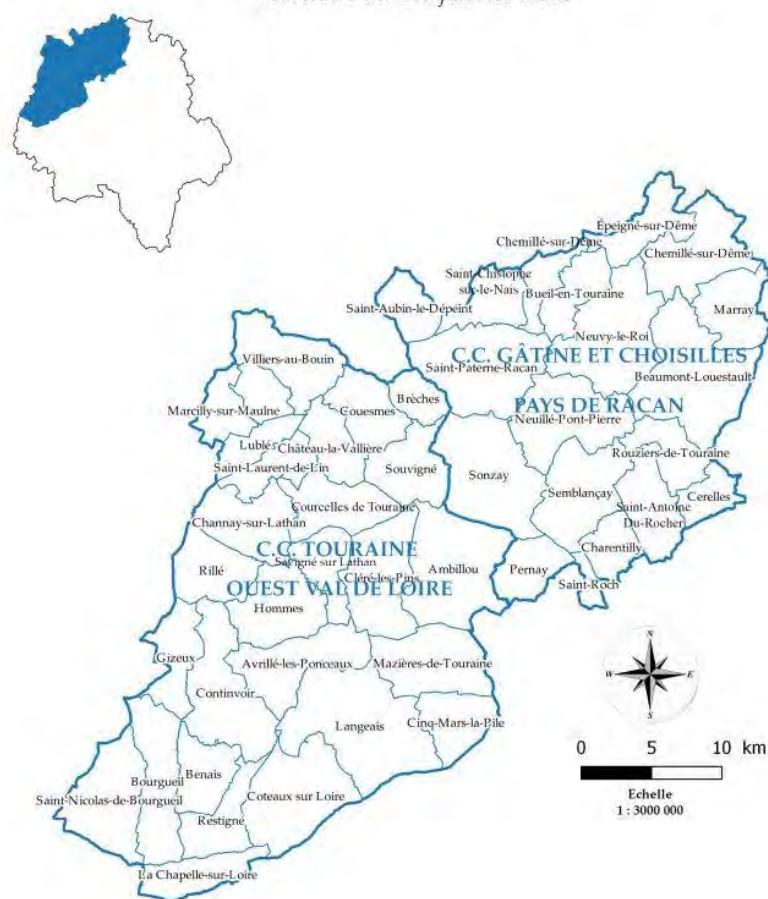 Épeigné-sur-Dême
Chemillé-sur-Dême
Chemillé-sur-Dême
Saint-Chistophe
sur-le-Nais
Bueil-en-Touraine
Saint-Aubin-le-Dépeint
Marray
Neuvy-le-Roi
C.C. GÂTINE ET CHOISILLES
Villiers-au-Bouin
Saint-Paterne-Racan
Beaumont-Louestault
Brèches
PAYS DE RACAN
Marcilly-sur-Maulne
Couesmes
Neuillé-Pont-Pierre
Lublé
Château-la-Vallière
Rouziers-de-Touraine
Saint-Laurent-de-Lin
Souvigné
Sonzay
Semblançay
Cerelles
Courcelles de Touraine
Saint-Antoine
Du-Rocher
Channay-sur-Lathan
Charentilly
C.C. TOURAINE
Savigné sur Lathan
Rillé
Cléré-les-Pins
Ambillou
Pernay
OUEST VAL DE LOIRE
Saint-Roch
Hommes
N
Gizeux
Avrillé-les-Ponceaux
Mazières-de-Touraine
W
E
Continvoir
S
Langeais
Cinq-Mars-la-Pile
0 5 10 km
Bourgueil
Benais
Saint-Nicolas-de-Bourgueil
Coteaux sur Loire
Echelle
1 : 3000 000
Restigné
La Chapelle-sur-Loire